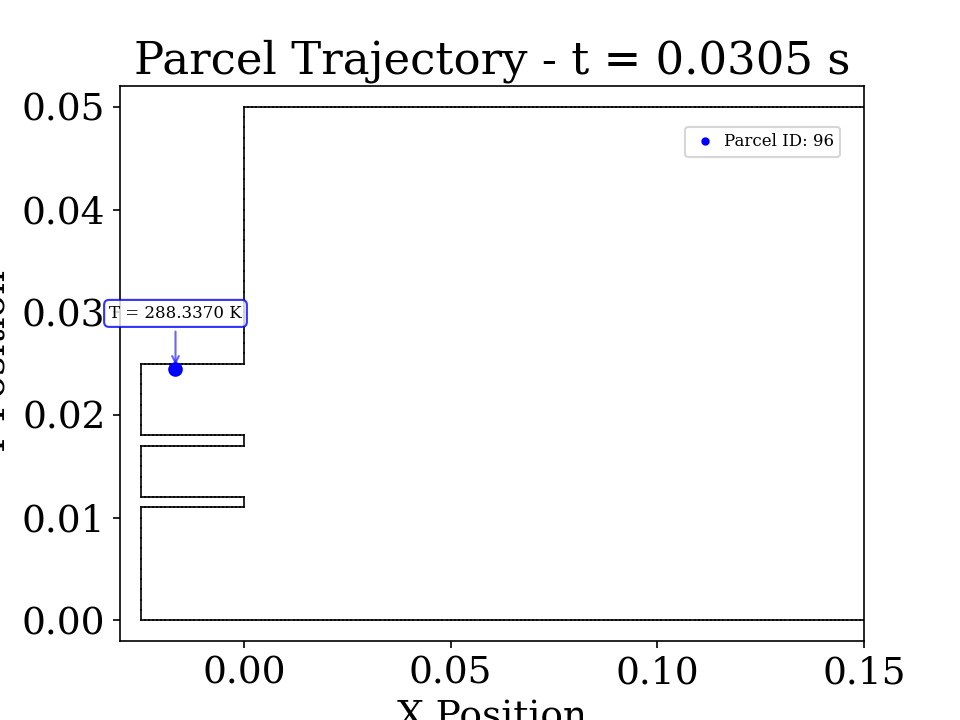 Parcel Trajectory - t = 0.0305 s
0.05
Parcel ID: 96
0.04
0.03
T = 288.3370 K
0.02
0.01
0.00
0.00 0.05 0.10 0.15
X Position